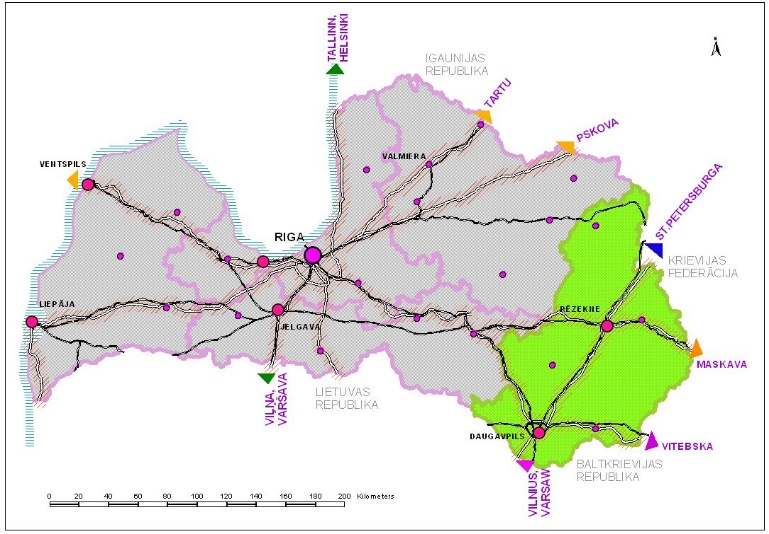 TALLINN,
HELSINKI
IGAUNIJAS
REPUBLIKA
TARTU
PSKOVA
VALMIERA
VENTSPILS
ST.PETERSBURGA
RIGA
KRIEVIJAS
FEDERĀCIJA
LIEPĀJA
RĒZEKNE
JELGAVA
MASKAVA
VIĻŅA,
VARŠAVA
LIETUVAS
REPUBLIKA
DAUGAVPILS
VITEBSKA
BALTKRIEVIJAS
REPUBLIKA
VILNIUS,
VARSAW
0 20 40 60 80 100 120 140 160 180 200 Kilometers